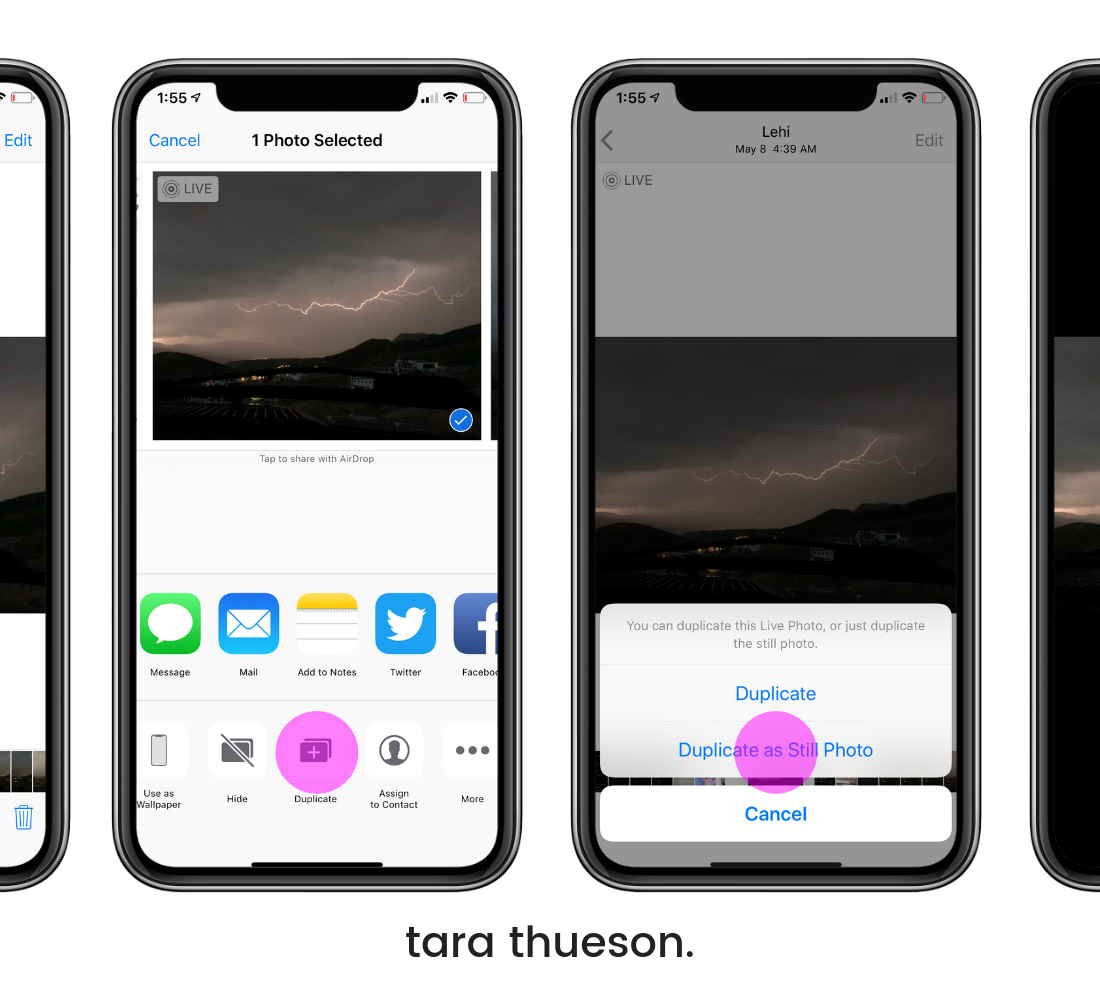 Edit
1:55
Cancel
1 Photo Selected
LIVE
Tap to share with AirDrop
Message
Mail
Add to Notes
Twitter
Faceboo
Use as
Wallpaper
Hide
Duplicate
Assign
to Contact
More
1:55
Lehi
May 8 4:39 AM
Edit
LIVE
You can duplicate this Live Photo, or just duplicate
the still photo.
Duplicate
Duplicate as Still Photo
Cancel
tara thueson.